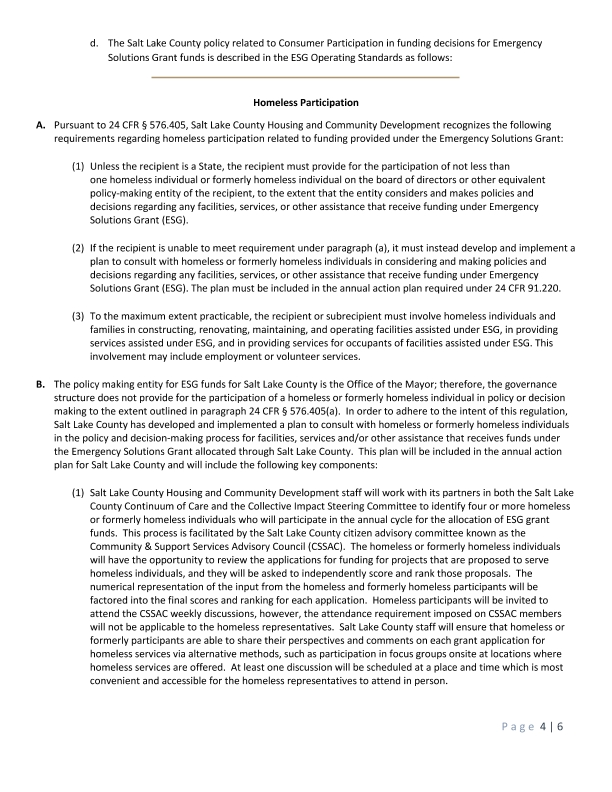 d. The Salt Lake County policy related to Consumer Participation in funding decisions for Emergency
Solutions Grant funds is described in the ESG Operating Standards as follows:
Homeless Participation
A. Pursuant to 24 CFR § 576.405, Salt Lake County Housing and Community Development recognizes the following
requirements regarding homeless participation related to funding provided under the Emergency Solutions Grant:
(1) Unless the recipient is a State, the recipient must provide for the participation of not less than
one homeless individual or formerly homeless individual on the board of directors or other equivalent
policy-making entity of the recipient, to the extent that the entity considers and makes policies and
decisions regarding any facilities, services, or other assistance that receive funding under Emergency
Solutions Grant (ESG).
(2) If the recipient is unable to meet requirement under paragraph (a), it must instead develop and implement a
plan to consult with homeless or formerly homeless individuals in considering and making policies and
decisions regarding any facilities, services, or other assistance that receive funding under Emergency
Solutions Grant (ESG). The plan must be included in the annual action plan required under 24 CFR 91.220.
(3) To the maximum extent practicable, the recipient or subrecipient must involve homeless individuals and
families in constructing, renovating, maintaining, and operating facilities assisted under ESG, in providing
services assisted under ESG, and in providing services for occupants of facilities assisted under ESG. This
involvement may include employment or volunteer services.
B. The policy making entity for ESG funds for Salt Lake County is the Office of the Mayor; therefore, the governance
structure does not provide for the participation of a homeless or formerly homeless individual in policy or decision
making to the extent outlined in paragraph 24 CFR § 576.405(a). In order to adhere to the intent of this regulation,
Salt Lake County has developed and implemented a plan to consult with homeless or formerly homeless individuals
in the policy and decision-making process for facilities, services and/or other assistance that receives funds under
the Emergency Solutions Grant allocated through Salt Lake County. This plan will be included in the annual action
plan for Salt Lake County and will include the following key components:
(1) Salt Lake County Housing and Community Development staff will work with its partners in both the Salt Lake
County Continuum of Care and the Collective Impact Steering Committee to identify four or more homeless
or formerly homeless individuals who will participate in the annual cycle for the allocation of ESG grant
funds. This process is facilitated by the Salt Lake County citizen advisory committee known as the
Community & Support Services Advisory Council (CSSAC). The homeless or formerly homeless individuals
will have the opportunity to review the applications for funding for projects that are proposed to serve
homeless individuals, and they will be asked to independently score and rank those proposals. The
numerical representation of the input from the homeless and formerly homeless participants will be
factored into the final scores and ranking for each application. Homeless participants will be invited to
attend the CSSAC weekly discussions, however, the attendance requirement imposed on CSSAC members
will not be applicable to the homeless representatives. Salt Lake County staff will ensure that homeless or
formerly participants are able to share their perspectives and comments on each grant application for
homeless services via alternative methods, such as participation in focus groups onsite at locations where
homeless services are offered. At least one discussion will be scheduled at a place and time which is most
convenient and accessible for the homeless representatives to attend in person.
Page 4 | 6